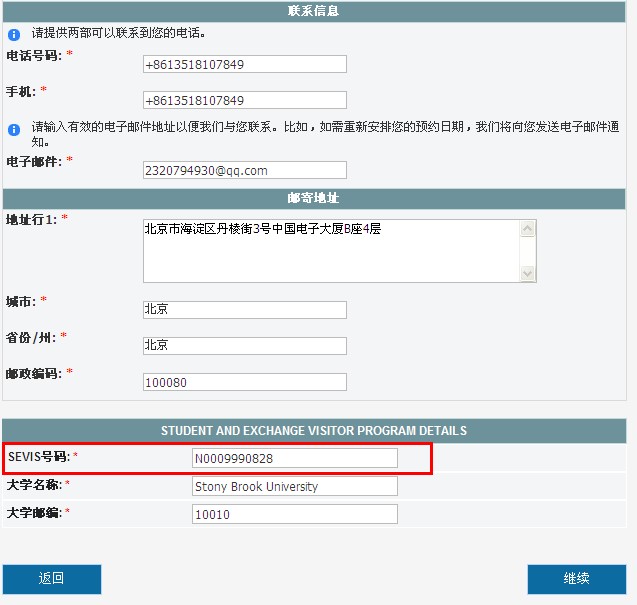 联系信息
请提供两部可以联系到您的电话。
电话号码: *
+8613518107849
手机: *
+8613518107849
请输入有效的电子邮件地址以便我们与您联系。比如，如需重新安排您的预约日期，我们将向您发送电子邮件通
知。
电子邮件: *
2320794930@qq.com
邮寄地址
地址行1: *
北京市海淀区丹棱街3号中国电子大厦B座4层
城市: *
北京
省份/州: *
北京
邮政编码: *
100080
STUDENT AND EXCHANGE VISITOR PROGRAM DETAILS
SEVIS号码: *
N0009990828
大学名称: *
Stony Brook University
大学邮编: *
10010
返回
继续